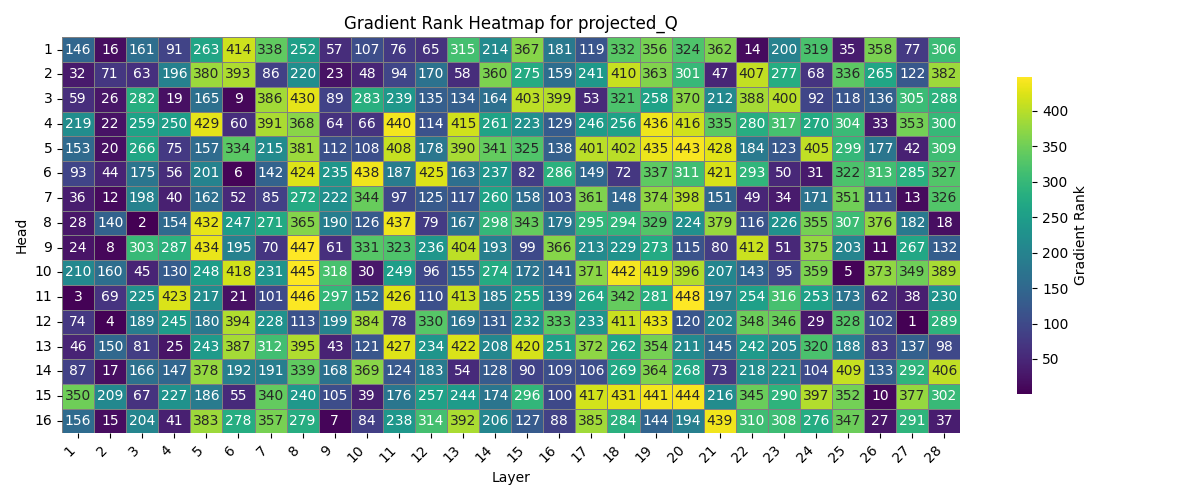 Gradient Rank Heatmap for projected_Q
1 146 16 161 91 263 414 338 252 57 107 76 65 315 214 367 181 119 332 356 324 362 14 200 319 35 358 77 306
2 32 71 63 196 380 393 86 220 23 48 94 170 58 360 275 159 241 410 363 301 47 407 277 68 336 265 122 382
3 59 26 282 19 165 9 386 430 89 283 239 135 134 164 403 399 53 321 258 370 212 388 400 92 118 136 305 288
4 219 22 259 250 429 60 391 368 64 66 440 114 415 261 223 129 246 256 436 416 335 280 317 270 304 33 353 300
5 153 20 266 75 157 334 215 381 112 108 408 178 390 341 325 138 401 402 435 443 428 184 123 405 299 177 42 309
6 93 44 175 56 201 6 142 424 235 438 187 425 163 237 82 286 149 72 337 311 421 293 50 31 322 313 285 327
7 36 12 198 40 162 52 85 272 222 344 97 125 117 260 158 103 361 148 374 398 151 49 34 171 351 111 13 326
8 28 140 2 154 432 247 271 365 190 126 437 79 167 298 343 179 295 294 329 224 379 116 226 355 307 376 182 18
9 24 8 303 287 434 195 70 447 61 331 323 236 404 193 99 366 213 229 273 115 80 412 51 375 203 11 267 132
10 210 160 45 130 248 418 231 445 318 30 249 96 155 274 172 141 371 442 419 396 207 143 95 359 5 373 349 389
11 3 69 225 423 217 21 101 446 297 152 426 110 413 185 255 139 264 342 281 448 197 254 316 253 173 62 38 230
12 74 4 189 245 180 394 228 113 199 384 78 330 169 131 232 333 233 411 433 120 202 348 346 29 328 102 1 289
13 46 150 81 25 243 387 312 395 43 121 427 234 422 208 420 251 372 262 354 211 145 242 205 320 188 83 137 98
14 87 17 166 147 378 192 191 339 168 369 124 183 54 128 90 109 106 269 364 268 73 218 221 104 409 133 292 406
15 350 209 67 227 186 55 340 240 105 39 176 257 244 174 296 100 417 431 441 444 216 345 290 397 352 10 377 302
16 156 15 204 41 383 278 357 279 7 84 238 314 392 206 127 88 385 284 144 194 439 310 308 276 347 27 291 37
1 2 3 4 5 6 7 8 9 10 11 12 13 14 15 16 17 18 19 20 21 22 23 24 25 26 27 28
Layer
Head
400
350
300
250
200
150
100
50
Gradient Rank